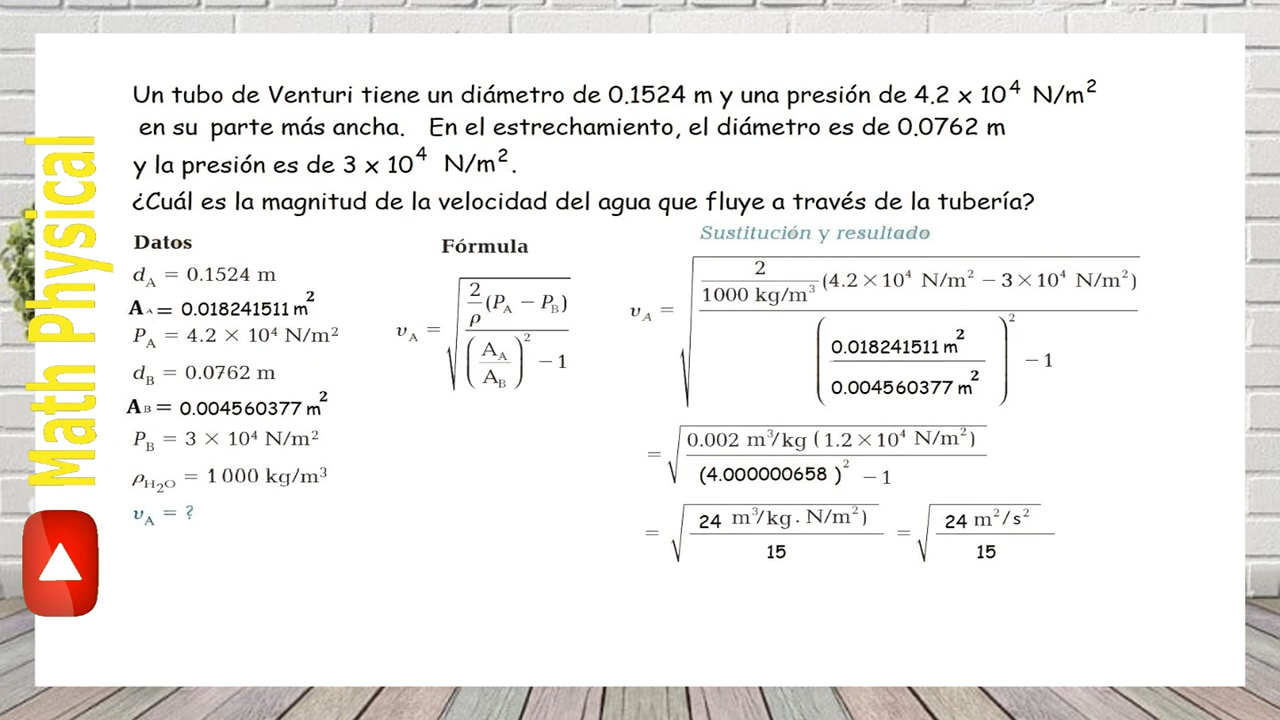 Un tubo de Venturi tiene un diámetro de 0.1524 m y una presión de 4.2 x 10⁴ N/m²
en su parte más ancha. En el estrechamiento, el diámetro es de 0.0762 m
y la presión es de 3 x 10⁴ N/m².
¿Cuál es la magnitud de la velocidad del agua que fluye a través de la tubería?
Math Physical
Datos
d_A = 0.1524 m
A_A = 0.018241511 m²
P_A = 4.2 × 10⁴ N/m²
d_B = 0.0762 m
A_B = 0.004560377 m²
P_B = 3 × 10⁴ N/m²
ρ_H₂O = 1 000 kg/m³
υ_A = ?
Fórmula
υ_A = √( (2/ρ (P_A − P_B)) / ((A_A/A_B)² − 1) )
Sustitución y resultado
υ_A = √( (2/1000 kg/m³ (4.2×10⁴ N/m² − 3×10⁴ N/m²)) / ((0.018241511 m²/0.004560377 m²)² − 1) )
= √( 0.002 m³/kg (1.2×10⁴ N/m²) / ((4.000000658)² − 1) )
= √( 24 m³/kg . N/m²) / 15 ) = √( 24 m²/s² / 15 )